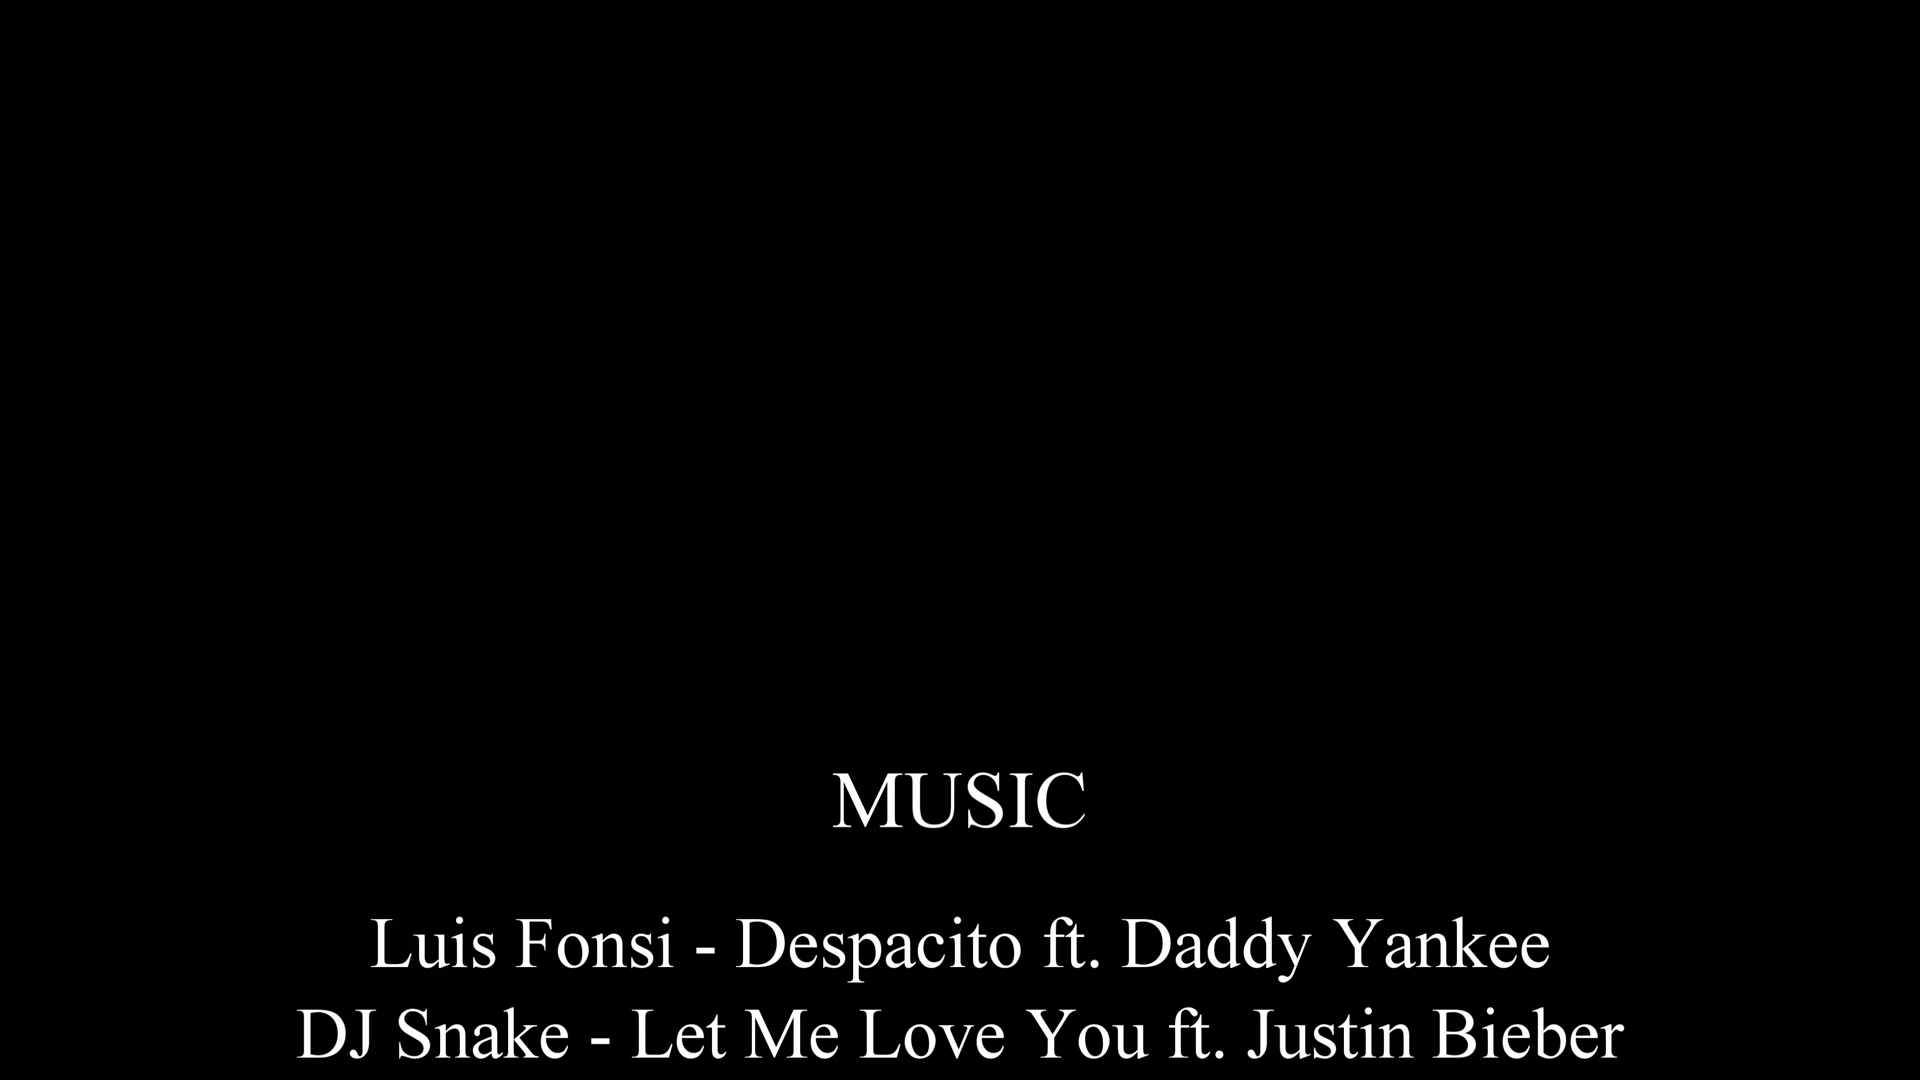 MUSIC
Luis Fonsi - Despacito ft. Daddy Yankee
DJ Snake - Let Me Love You ft. Justin Bieber